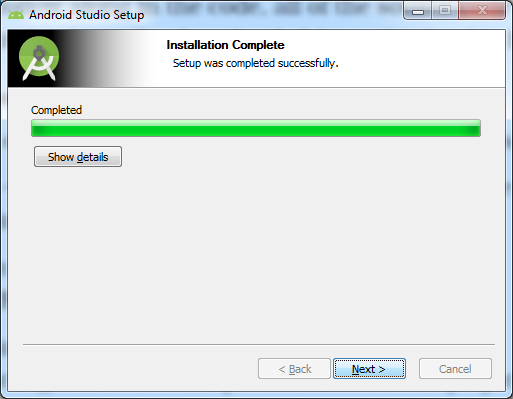 Android Studio Setup
Installation Complete
Setup was completed successfully.
Completed
Show details
< Back
Next >
Cancel